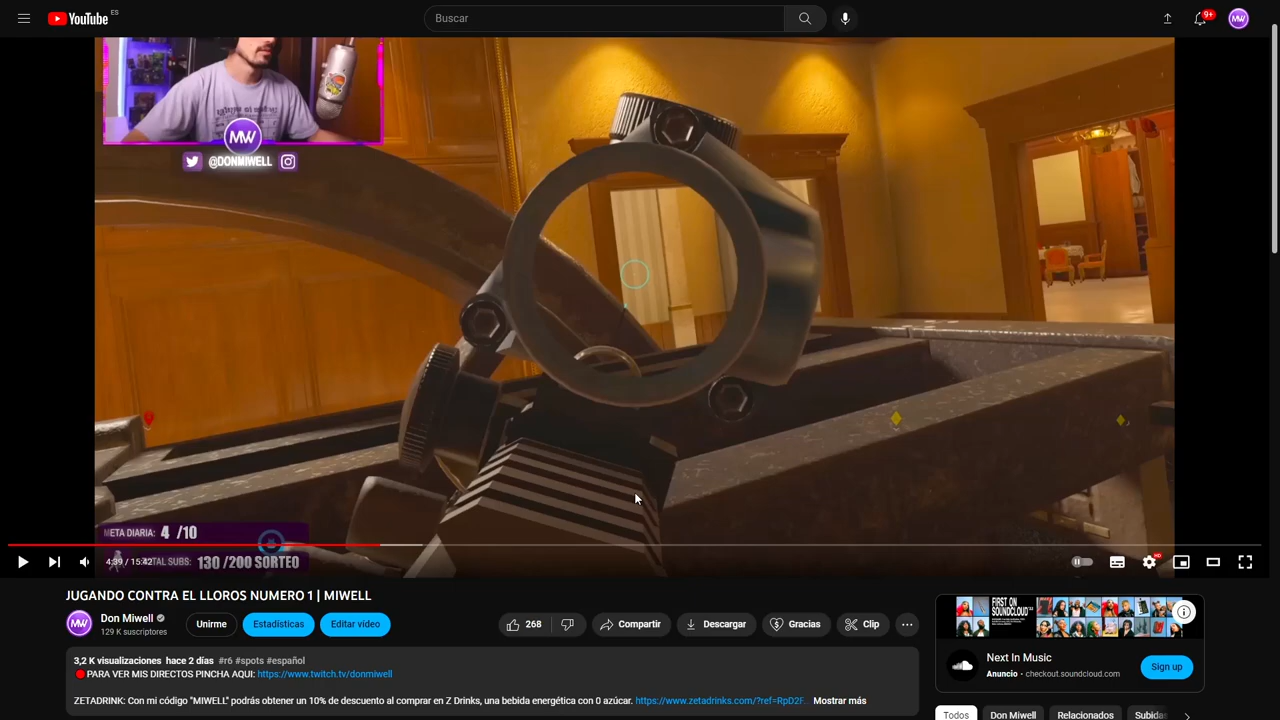 YouTube ES
Buscar
9+
MW
MW
@DONMIWELL
META DIARIA: 4 /10
TOTAL SUBS: 130 /200 SORTEO
4:39 / 15:42
HD
JUGANDO CONTRA EL LLOROS NUMERO 1 | MIWELL
MW
Don Miwell
129 K suscriptores
Unirme
Estadísticas
Editar vídeo
268
Compartir
Descargar
Gracias
Clip
3,2 K visualizaciones hace 2 días #r6 #spots #español
PARA VER MIS DIRECTOS PINCHA AQUI: https://www.twitch.tv/donmiwell
ZETADRINK: Con mi código "MIWELL" podrás obtener un 10% de descuento al comprar en Z Drinks, una bebida energética con 0 azúcar. https://www.zetadrinks.com/?ref=RpD2F... Mostrar más
FIRST ON
SOUNDCLOUD
Next In Music
Anuncio • checkout.soundcloud.com
Sign up
Todos
Don Miwell
Relacionados
Subidas